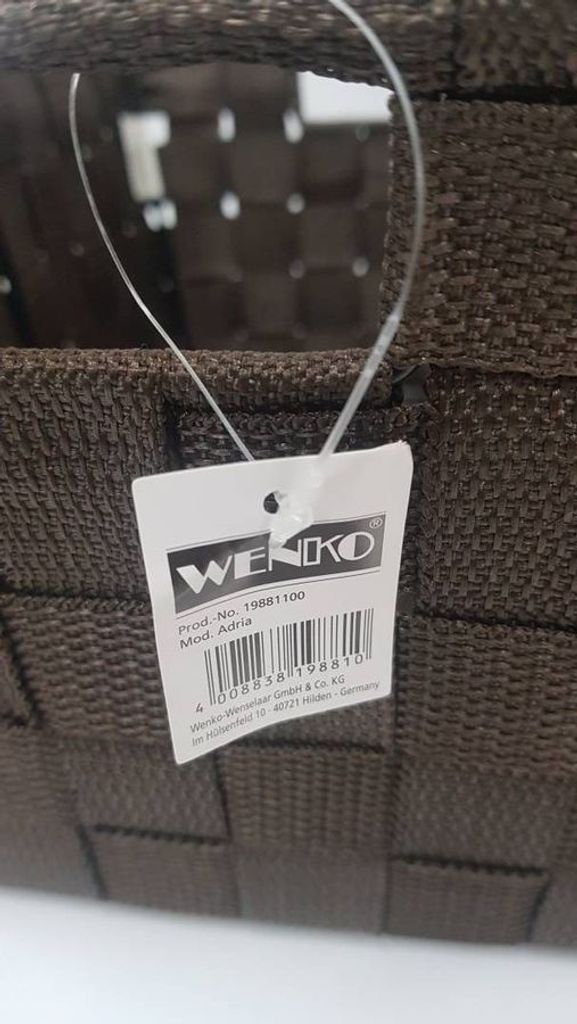 WENKO®
Prod.-No. 19881100
Mod. Adria
4 008838 198810
Wenko-Wenselaar GmbH & Co. KG
Im Hülsenfeld 10 - 40721 Hilden - Germany